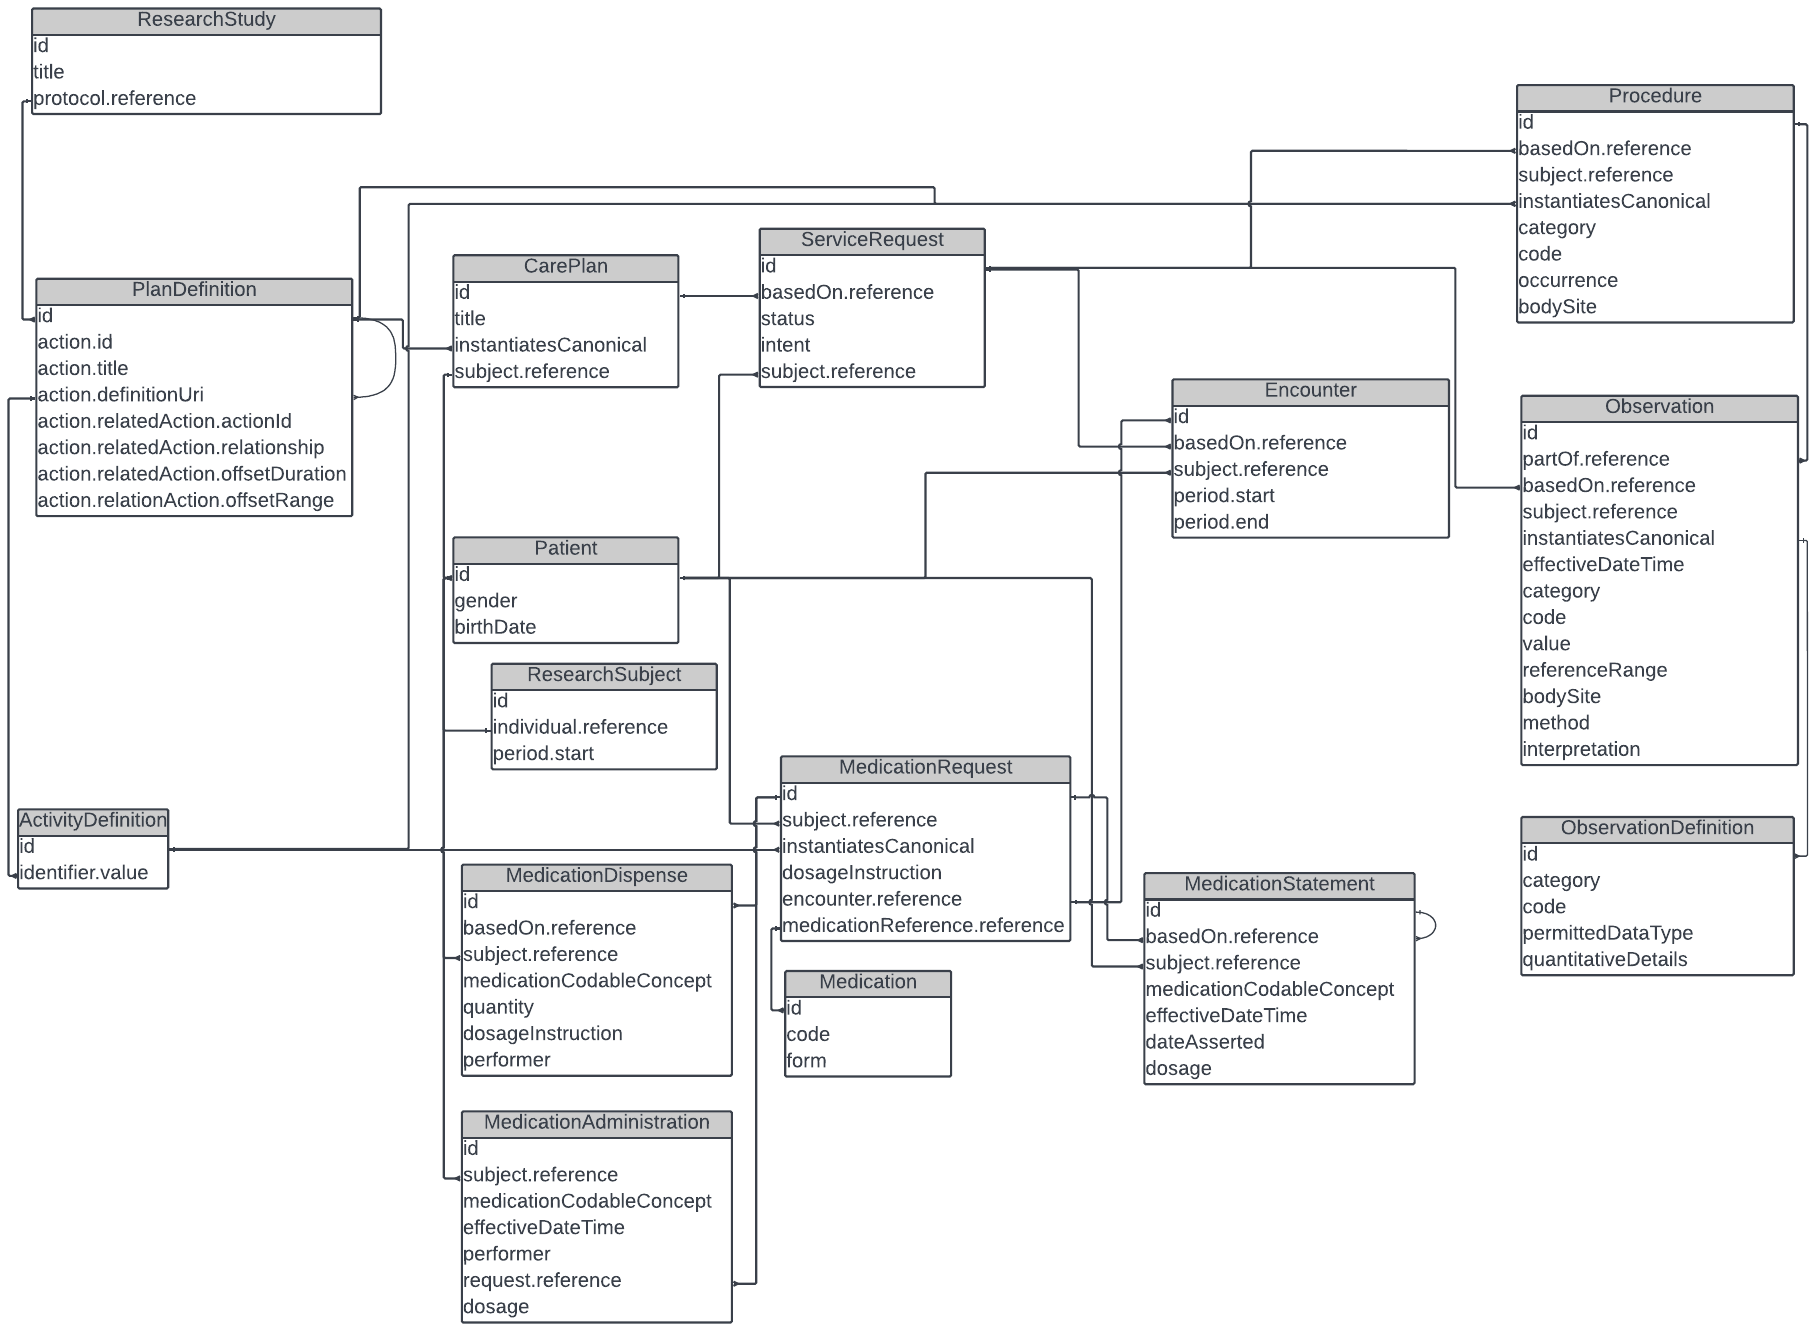 ResearchStudy
id
title
protocol.reference
PlanDefinition
id
action.id
action.title
action.definitionUri
action.relatedAction.actionId
action.relatedAction.relationship
action.relatedAction.offsetDuration
action.relationAction.offsetRange
ActivityDefinition
id
identifier.value
CarePlan
id
title
instantiatesCanonical
subject.reference
Patient
id
gender
birthDate
ResearchSubject
id
individual.reference
period.start
MedicationDispense
id
basedOn.reference
subject.reference
medicationCodableConcept
quantity
dosageInstruction
performer
MedicationAdministration
id
subject.reference
medicationCodableConcept
effectiveDateTime
performer
request.reference
dosage
ServiceRequest
id
basedOn.reference
status
intent
subject.reference
MedicationRequest
id
subject.reference
instantiatesCanonical
dosageInstruction
encounter.reference
medicationReference.reference
Medication
id
code
form
Encounter
id
basedOn.reference
subject.reference
period.start
period.end
MedicationStatement
id
basedOn.reference
subject.reference
medicationCodableConcept
effectiveDateTime
dateAsserted
dosage
Procedure
id
basedOn.reference
subject.reference
instantiatesCanonical
category
code
occurrence
bodySite
Observation
id
partOf.reference
basedOn.reference
subject.reference
instantiatesCanonical
effectiveDateTime
category
code
value
referenceRange
bodySite
method
interpretation
ObservationDefinition
id
category
code
permittedDataType
quantitativeDetails